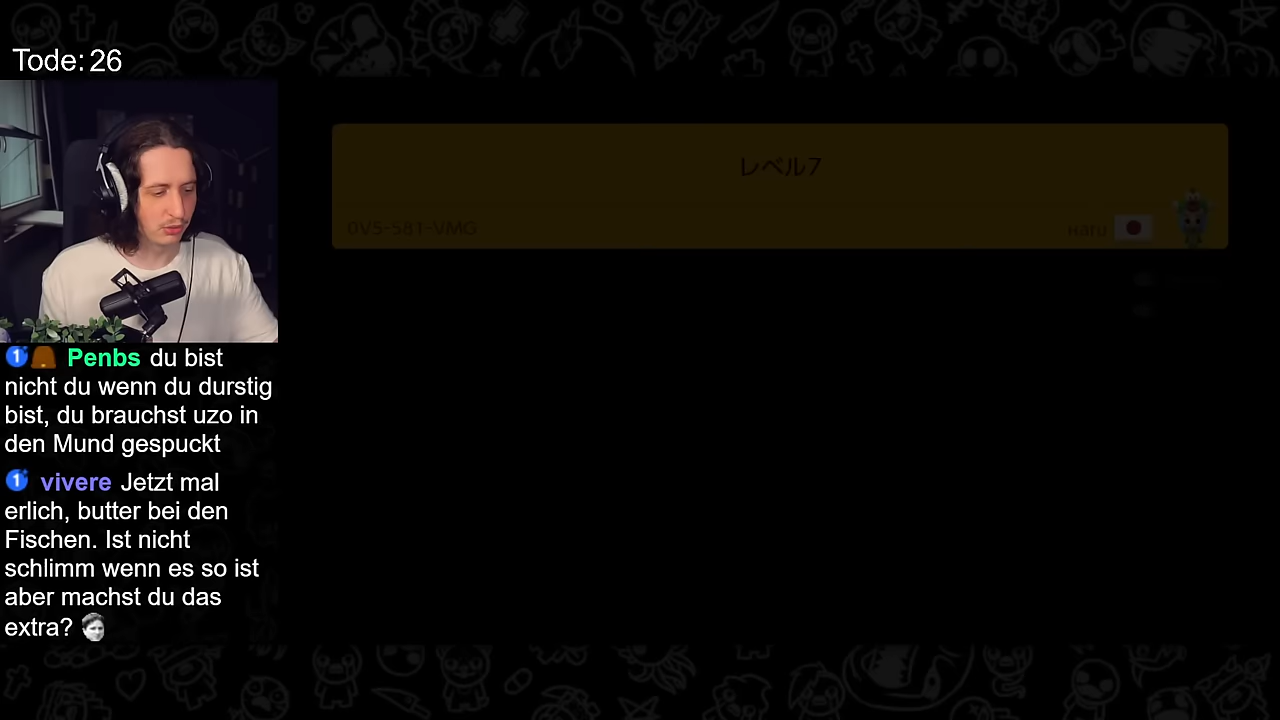 Tode: 26
レベル7
0V5-581-VMG
Haru
Penbs du bist
nicht du wenn du durstig
bist, du brauchst uzo in
den Mund gespuckt
vivere Jetzt mal
erlich, butter bei den
Fischen. Ist nicht
schlimm wenn es so ist
aber machst du das
extra?